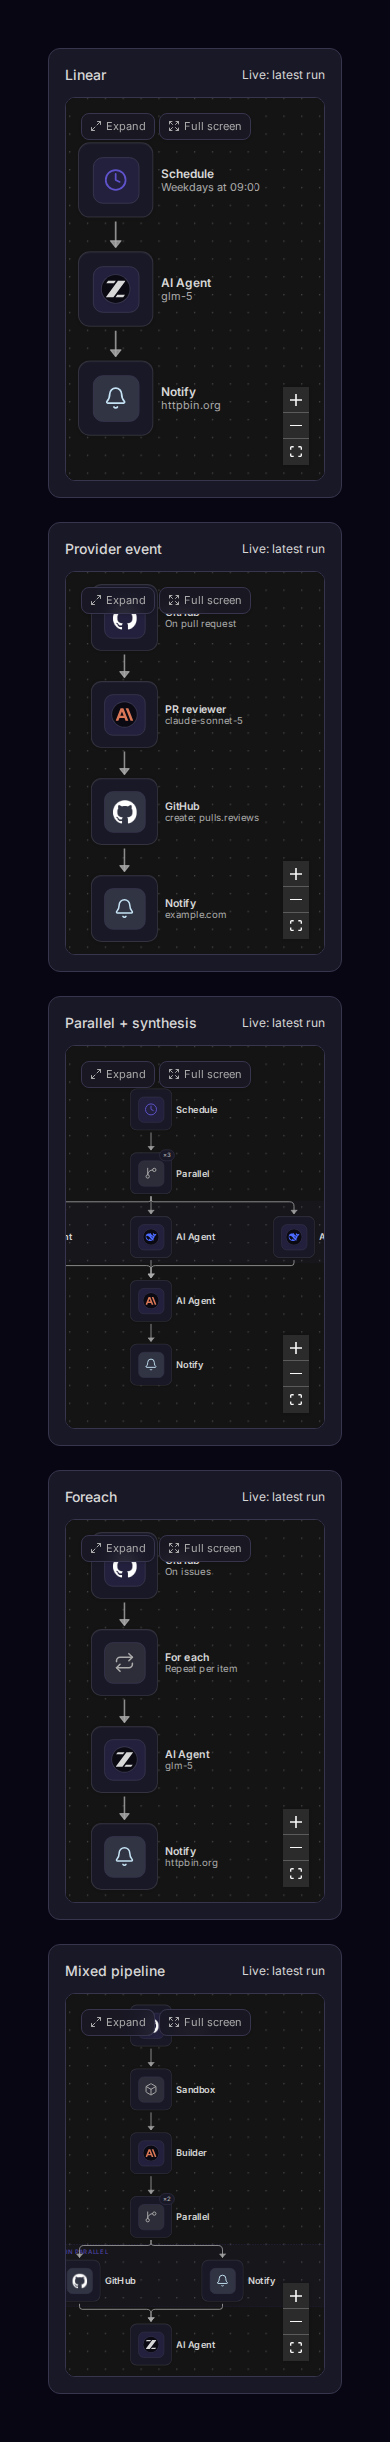 Linear
Live: latest run
Expand
Full screen
Schedule
Weekdays at 09:00
AI Agent
glm-5
Notify
httpbin.org
Provider event
Live: latest run
Expand
Full screen
On pull request
PR reviewer
claude-sonnet-5
GitHub
create: pulls.reviews
Notify
example.com
Parallel + synthesis
Live: latest run
Expand
Full screen
Schedule
×3
Parallel
nt
AI Agent
A
AI Agent
Notify
Foreach
Live: latest run
Expand
Full screen
On issues
For each
Repeat per item
AI Agent
glm-5
Notify
httpbin.org
Mixed pipeline
Live: latest run
Expand
Full screen
Sandbox
Builder
×2
Parallel
GitHub
Notify
AI Agent